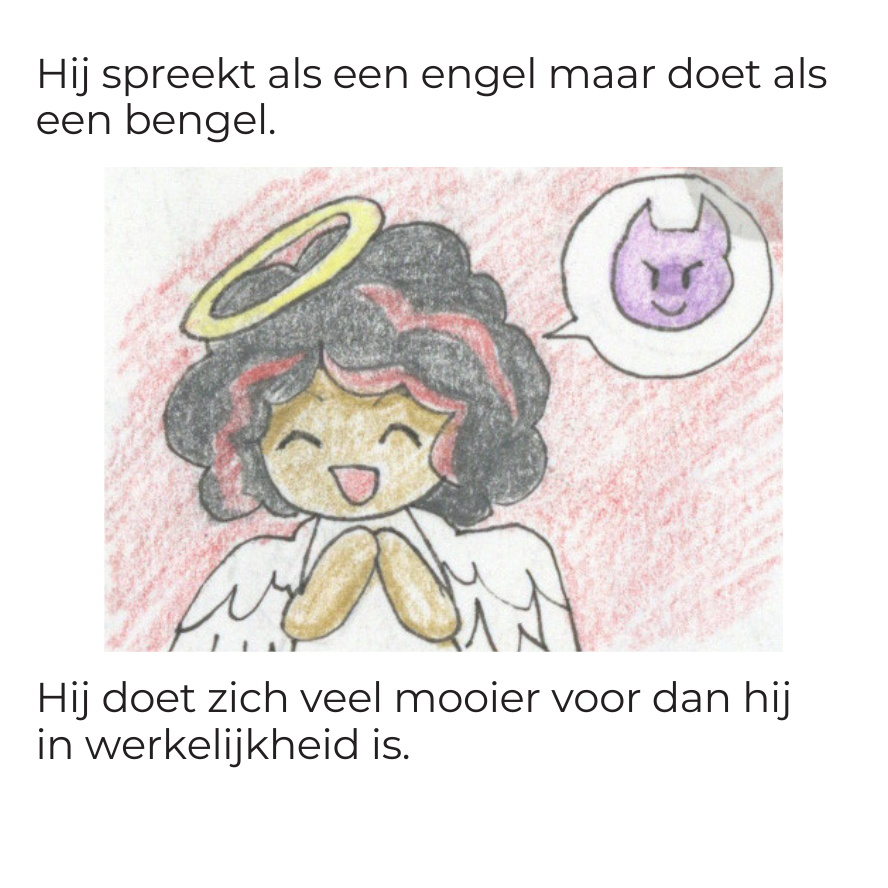 Hij spreekt als een engel maar doet als
een bengel.
Hij doet zich veel mooier voor dan hij
in werkelijkheid is.